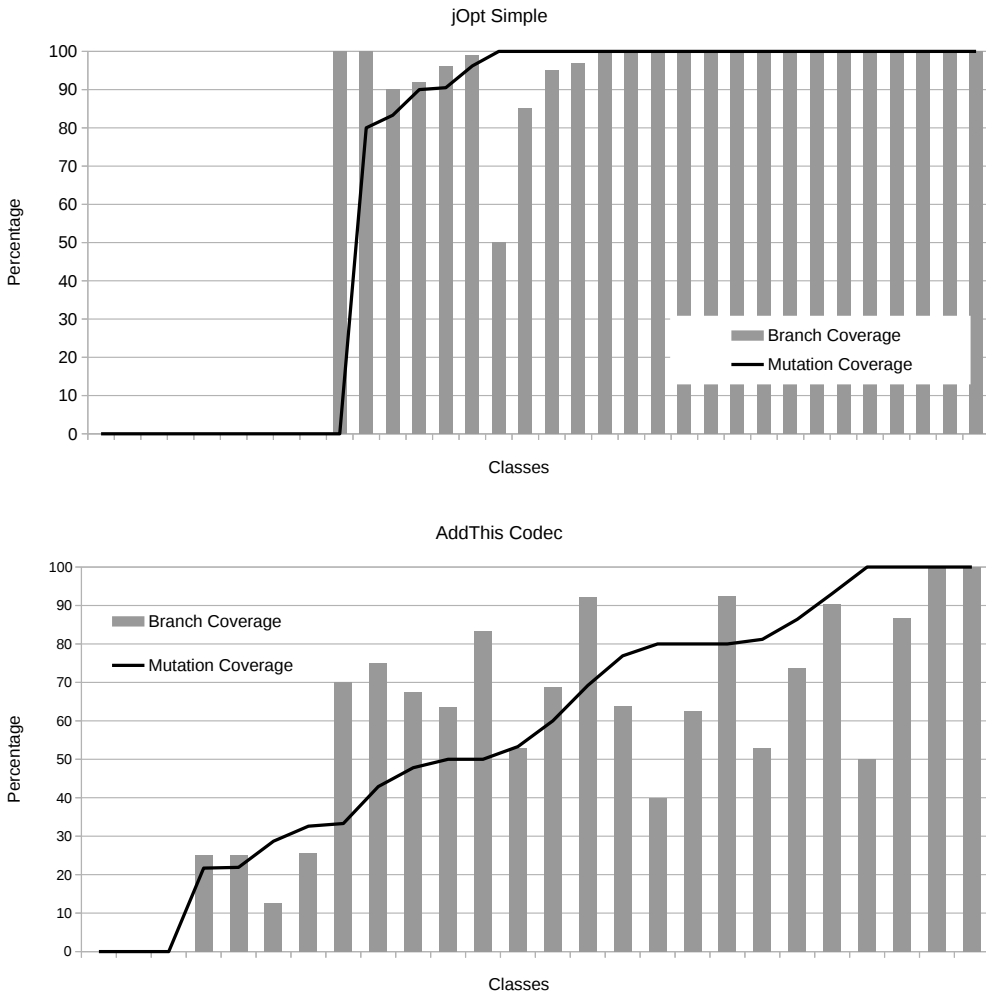 jOpt Simple
100
90
80
70
60
50
40
30
20
10
0
Percentage
Branch Coverage
Mutation Coverage
Classes
AddThis Codec
100
90
80
70
60
50
40
30
20
10
0
Percentage
Branch Coverage
Mutation Coverage
Classes